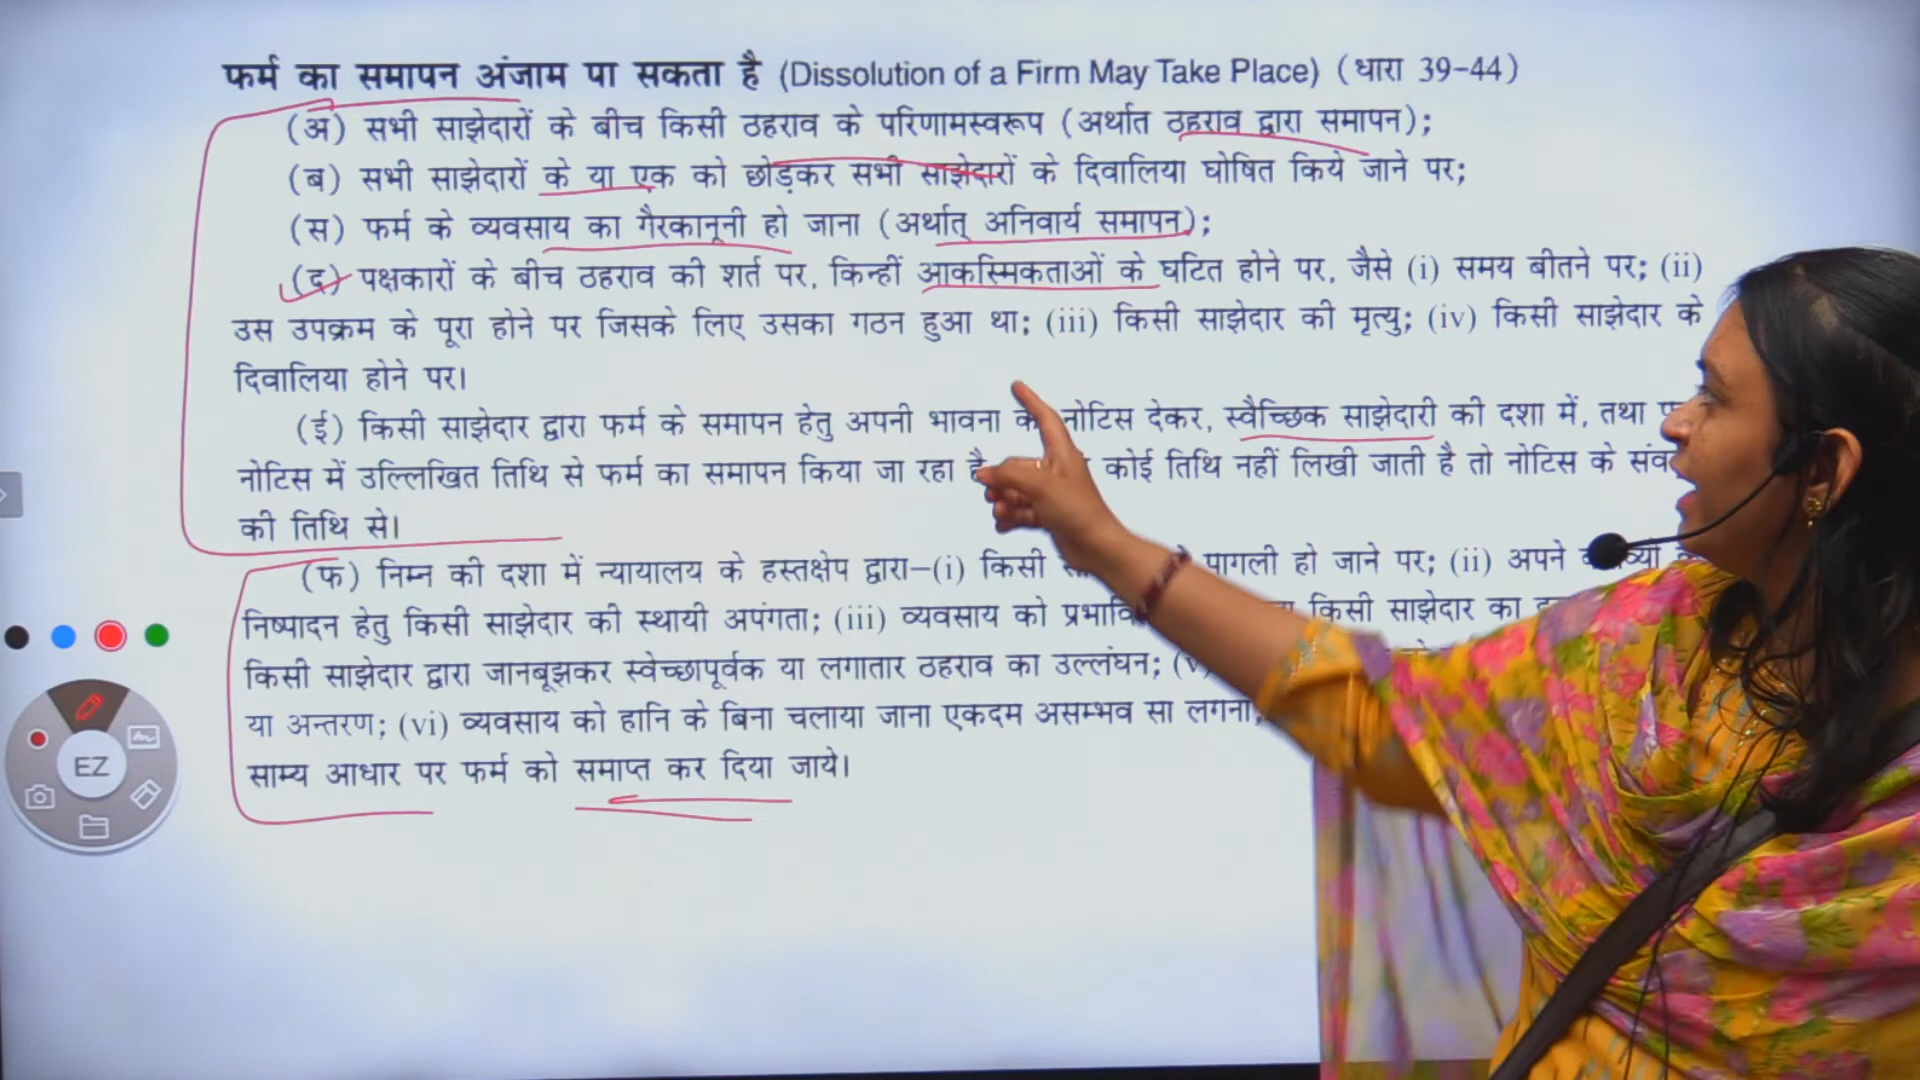 फर्म का समापन अंजाम पा सकता है (Dissolution of a Firm May Take Place) (धारा 39-44)
(अ) सभी साझेदारों के बीच किसी ठहराव के परिणामस्वरूप (अर्थात ठहराव द्वारा समापन);
(ब) सभी साझेदारों के या एक को छोड़कर सभी साझेदारों के दिवालिया घोषित किये जाने पर;
(स) फर्म के व्यवसाय का गैरकानूनी हो जाना (अर्थात् अनिवार्य समापन);
(द) पक्षकारों के बीच ठहराव की शर्त पर, किन्हीं आकस्मिकताओं के घटित होने पर, जैसे (i) समय बीतने पर; (ii)
उस उपक्रम के पूरा होने पर जिसके लिए उसका गठन हुआ था; (iii) किसी साझेदार की मृत्यु; (iv) किसी साझेदार के
दिवालिया होने पर।
(ई) किसी साझेदार द्वारा फर्म के समापन हेतु अपनी भावना नोटिस देकर, स्वैच्छिक साझेदारी की दशा में, तथा
नोटिस में उल्लिखित तिथि से फर्म का समापन किया जा रहा है कोई तिथि नहीं लिखी जाती है तो नोटिस के
की तिथि से।
(फ) निम्न की दशा में न्यायालय के हस्तक्षेप द्वारा-(i) किसी पागली हो जाने पर; (ii) अपने
निष्पादन हेतु किसी साझेदार की स्थायी अपंगता; (iii) व्यवसाय को किसी साझेदार का
किसी साझेदार द्वारा जानबूझकर स्वेच्छापूर्वक या लगातार ठहराव का उल्लंघन;
या अन्तरण; (vi) व्यवसाय को हानि के बिना चलाया जाना एकदम असम्भव सा लगना;
साम्य आधार पर फर्म को समाप्त कर दिया जाये।
EZ